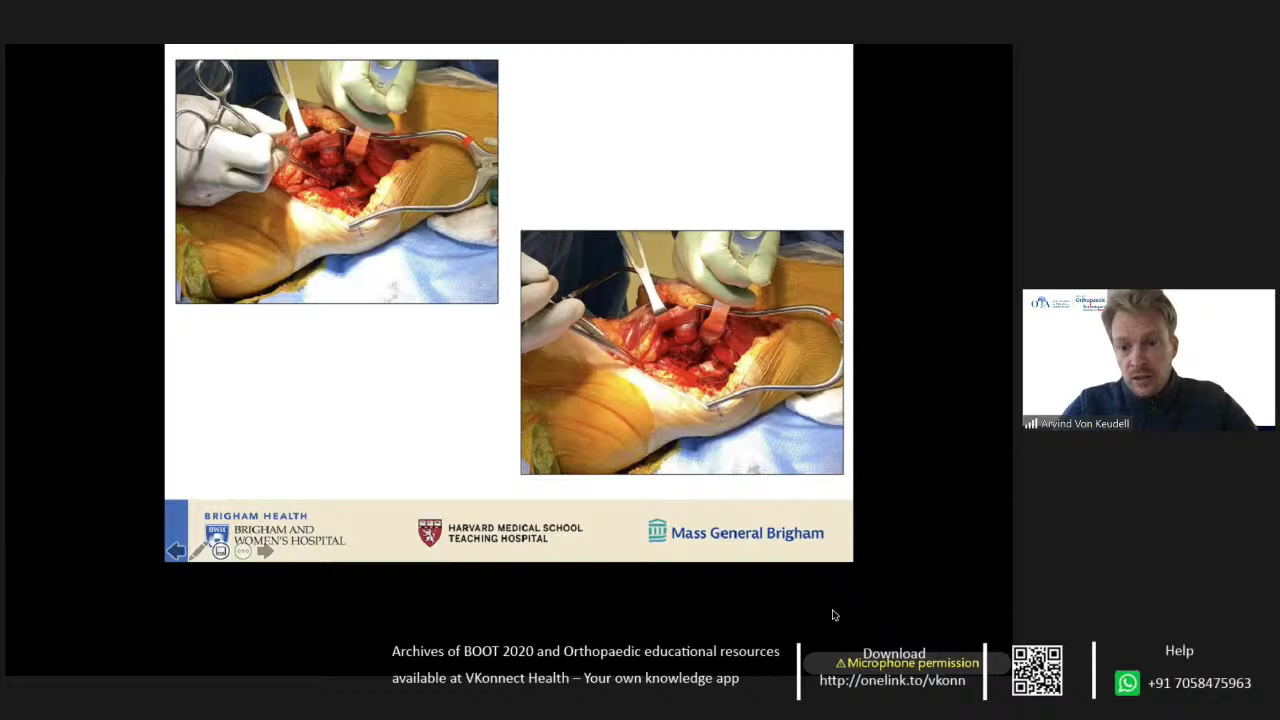 BRIGHAM HEALTH
BWH
BRIGHAM AND
WOMEN'S HOSPITAL
HARVARD MEDICAL SCHOOL
TEACHING HOSPITAL
Mass General Brigham
Orthopaedic
Arvind Von Keudell
Archives of BOOT 2020 and Orthopaedic educational resources
available at VKonnect Health – Your own knowledge app
Download
⚠Microphone permission
http://onelink.to/vkonn
Help
+91 7058475963